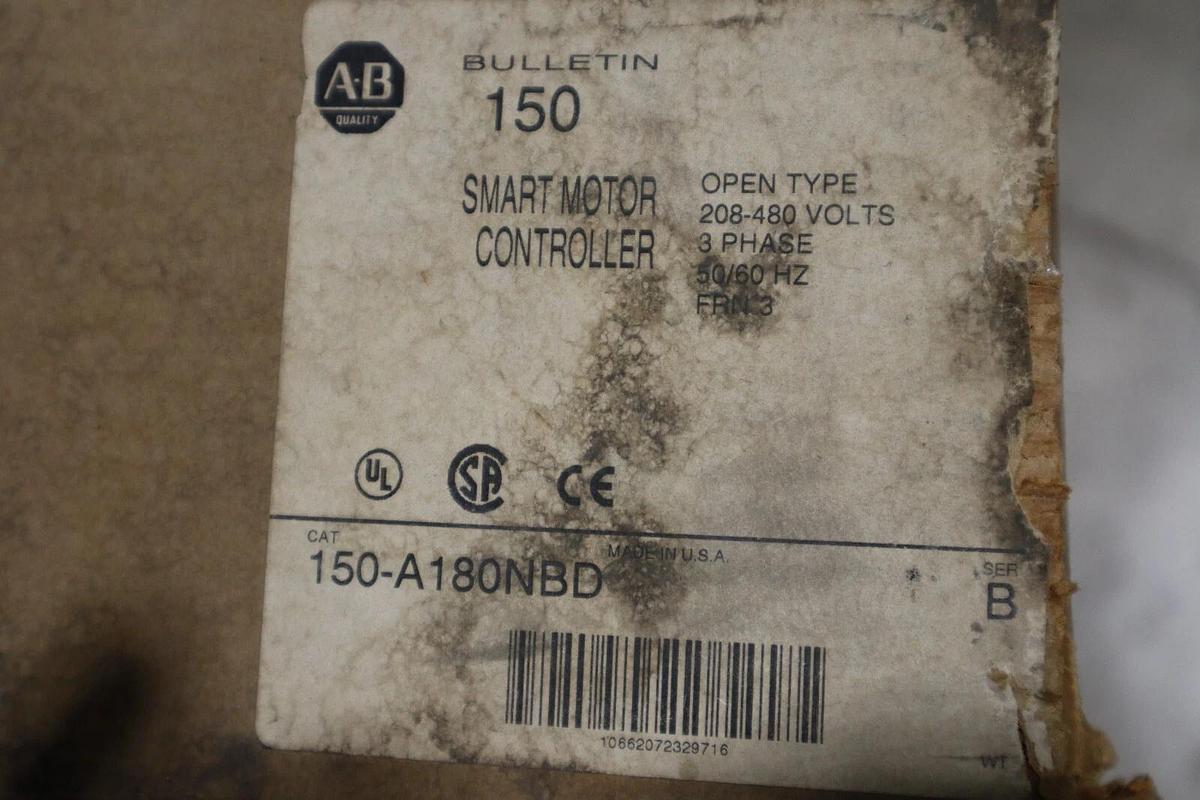 A·B
QUALITY
BULLETIN
150
SMART MOTOR
CONTROLLER
OPEN TYPE
208-480 VOLTS
3 PHASE
50/60 HZ
FRN 3
UL
SA
CE
CAT
150-A180NBD
MADE IN U.S.A.
SER
B
10662072329716
WT